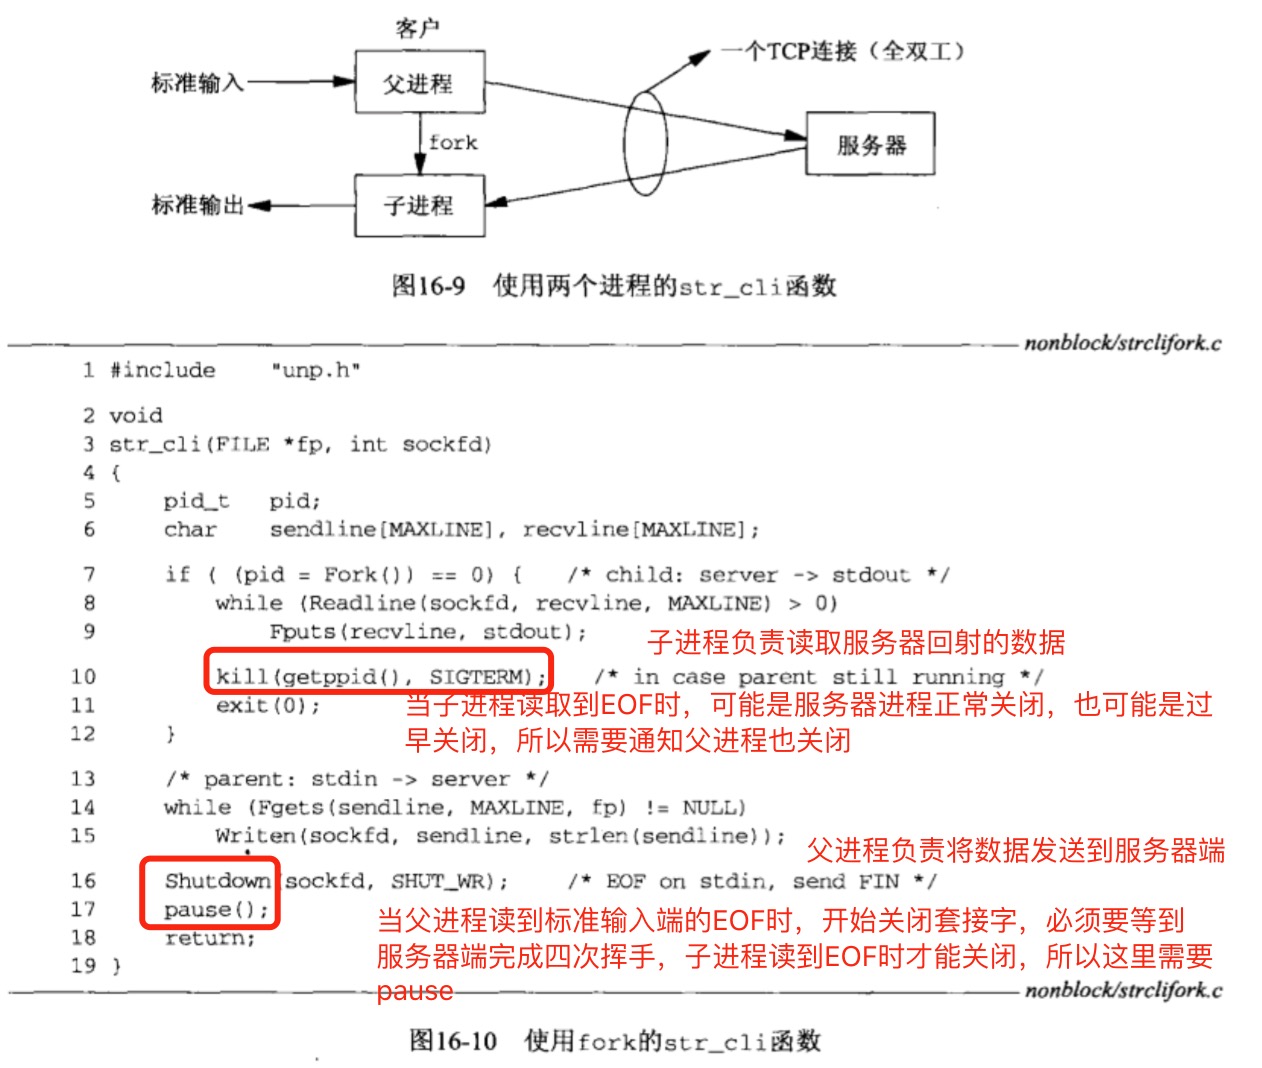 客户
一个TCP连接（全双工）
标准输入
父进程
fork
服务器
标准输出
子进程
图16-9 使用两个进程的str_cli函数
nonblock/strclifork.c
1 #include "unp.h"
2 void
3 str_cli(FILE *fp, int sockfd)
4 {
5 pid_t pid;
6 char sendline[MAXLINE], recvline[MAXLINE];
7 if ( (pid = Fork()) == 0) { /* child: server -> stdout */
8 while (Readline(sockfd, recvline, MAXLINE) > 0)
9 Fputs(recvline, stdout);
子进程负责读取服务器回射的数据
10 kill(getppid(), SIGTERM); /* in case parent still running */
11 exit(0);
当子进程读取到EOF时，可能是服务器进程正常关闭，也可能是过
早关闭，所以需要通知父进程也关闭
12 }
13 /* parent: stdin -> server */
14 while (Fgets(sendline, MAXLINE, fp) != NULL)
15 Writen(sockfd, sendline, strlen(sendline));
父进程负责将数据发送到服务器端
16 Shutdown(sockfd, SHUT_WR); /* EOF on stdin, send FIN */
17 pause();
当父进程读到标准输入端的EOF时，开始关闭套接字，必须要等到
18 return;
服务器端完成四次挥手，子进程读到EOF时才能关闭，所以这里需要
19 }
pause
nonblock/strclifork.c
图16-10 使用fork的str_cli函数